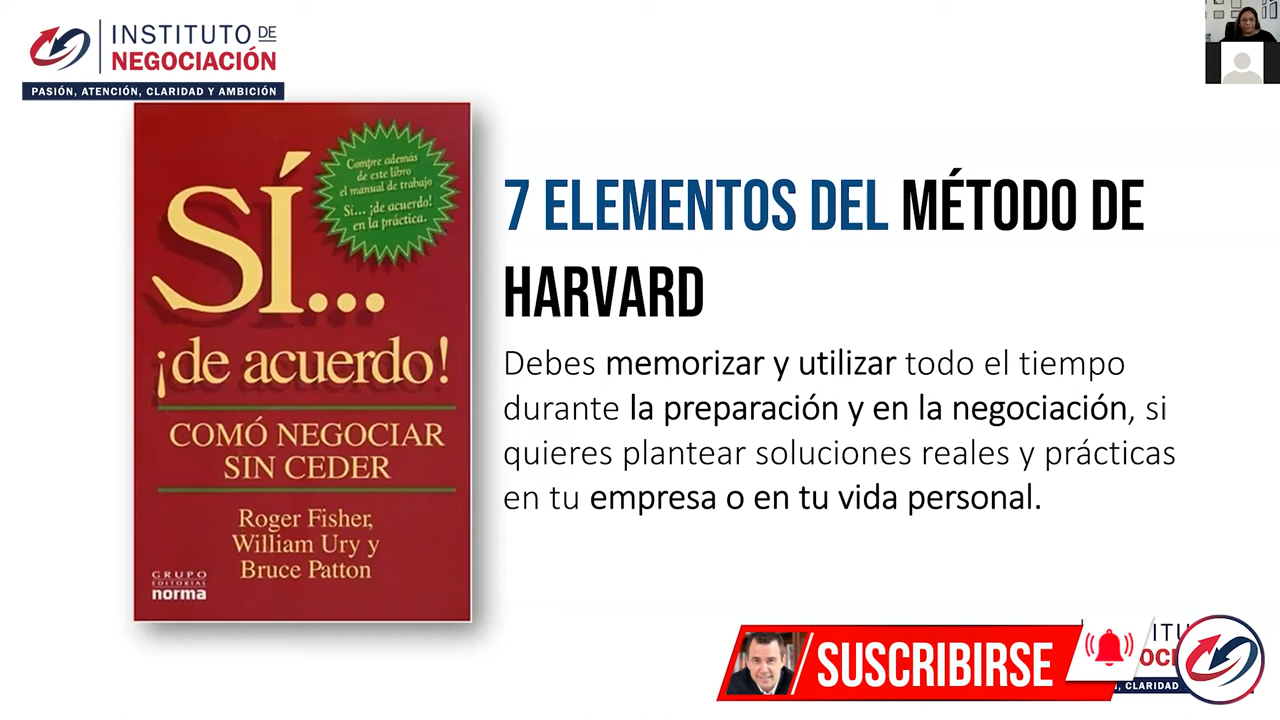 INSTITUTO DE
NEGOCIACIÓN
PASIÓN, ATENCIÓN, CLARIDAD Y AMBICIÓN
Compre además
de este libro
el manual de trabajo
Sí... ¡de acuerdo!
en la práctica.
SÍ...
¡de acuerdo!
COMÓ NEGOCIAR
SIN CEDER
Roger Fisher,
William Ury y
Bruce Patton
GRUPO
EDITORIAL
norma
7 ELEMENTOS DEL MÉTODO DE
HARVARD
Debes memorizar y utilizar todo el tiempo
durante la preparación y en la negociación, si
quieres plantear soluciones reales y prácticas
en tu empresa o en tu vida personal.
SUSCRIBIRSE
, CLARIDAD